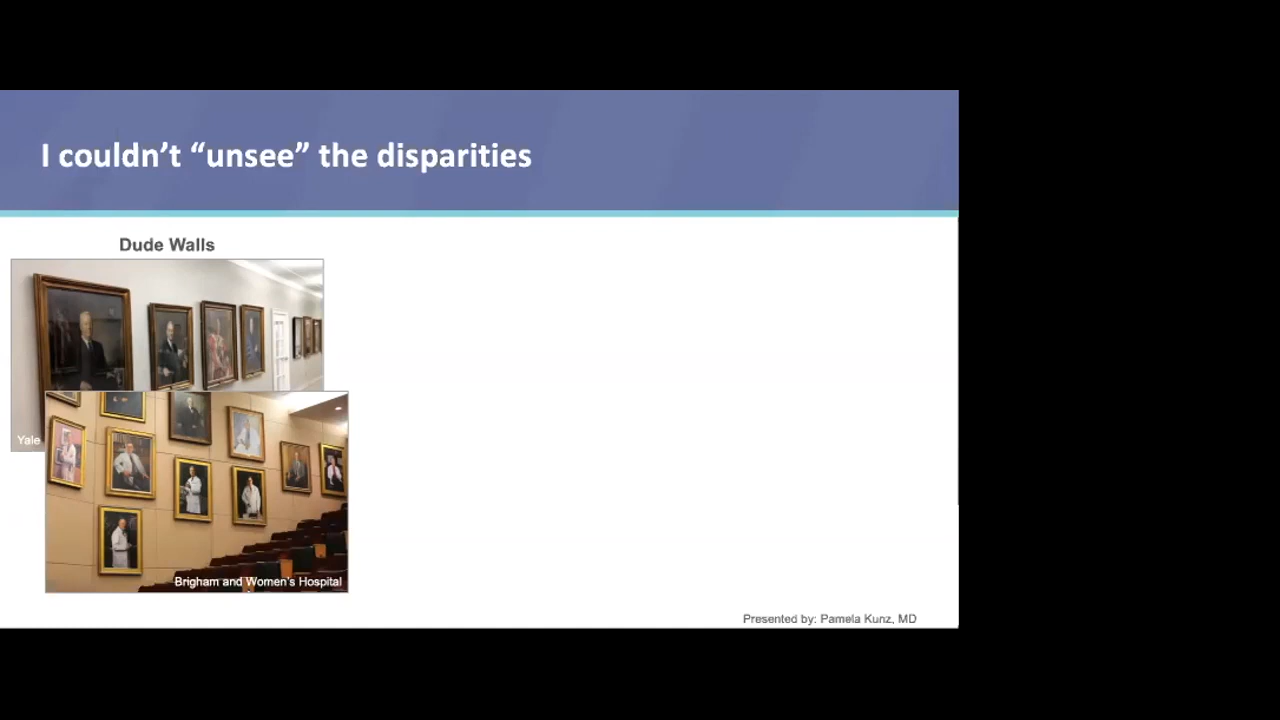 I couldn’t “unsee” the disparities
Dude Walls
Yale
Brigham and Women's Hospital
Presented by: Pamela Kunz, MD